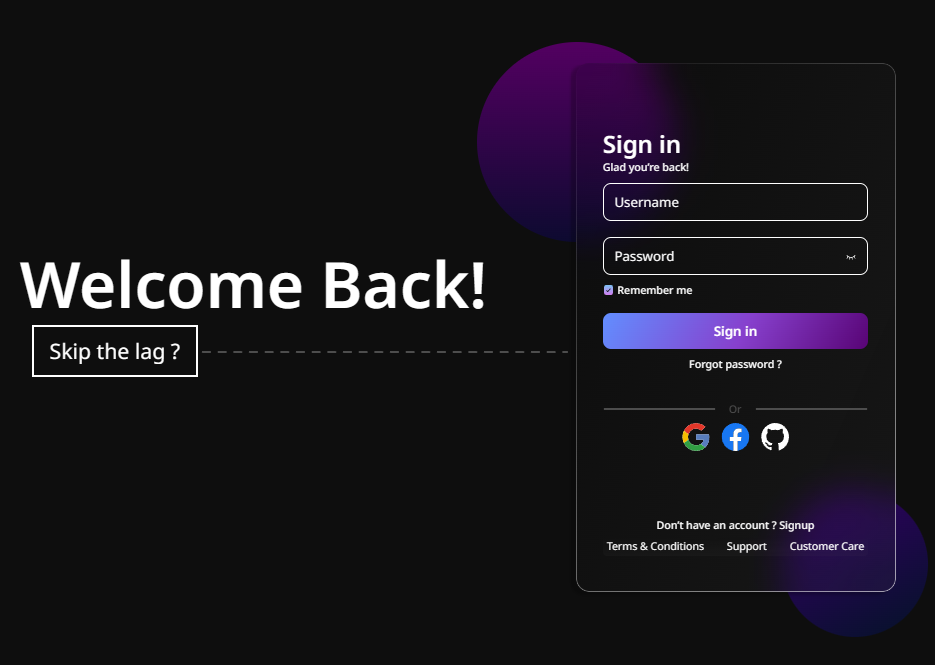 Welcome Back!
Skip the lag ?
Sign in
Glad you're back!
Username
Password
Remember me
Sign in
Forgot password ?
Or
Don't have an account ? Signup
Terms & Conditions Support Customer Care